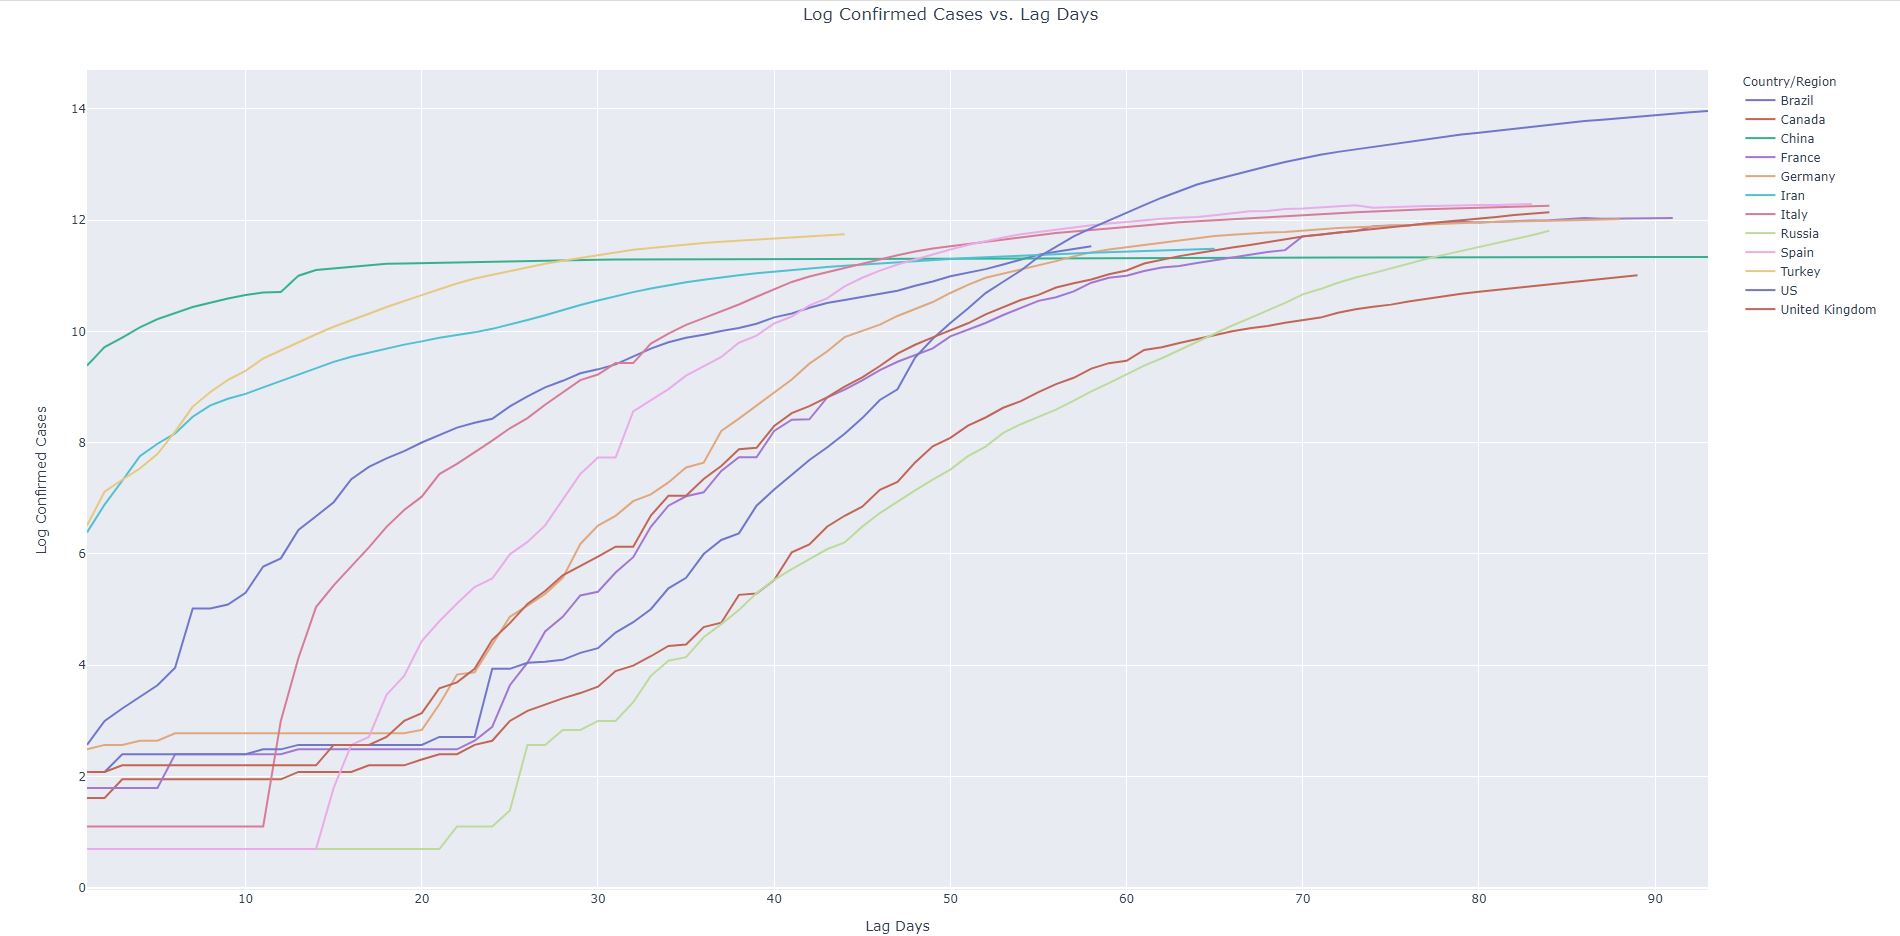 Log Confirmed Cases vs. Lag Days
14
12
10
8
6
4
2
0
Log Confirmed Cases
10 20 30 40 50 60 70 80 90
Lag Days
Country/Region
Brazil
Canada
China
France
Germany
Iran
Italy
Russia
Spain
Turkey
US
United Kingdom